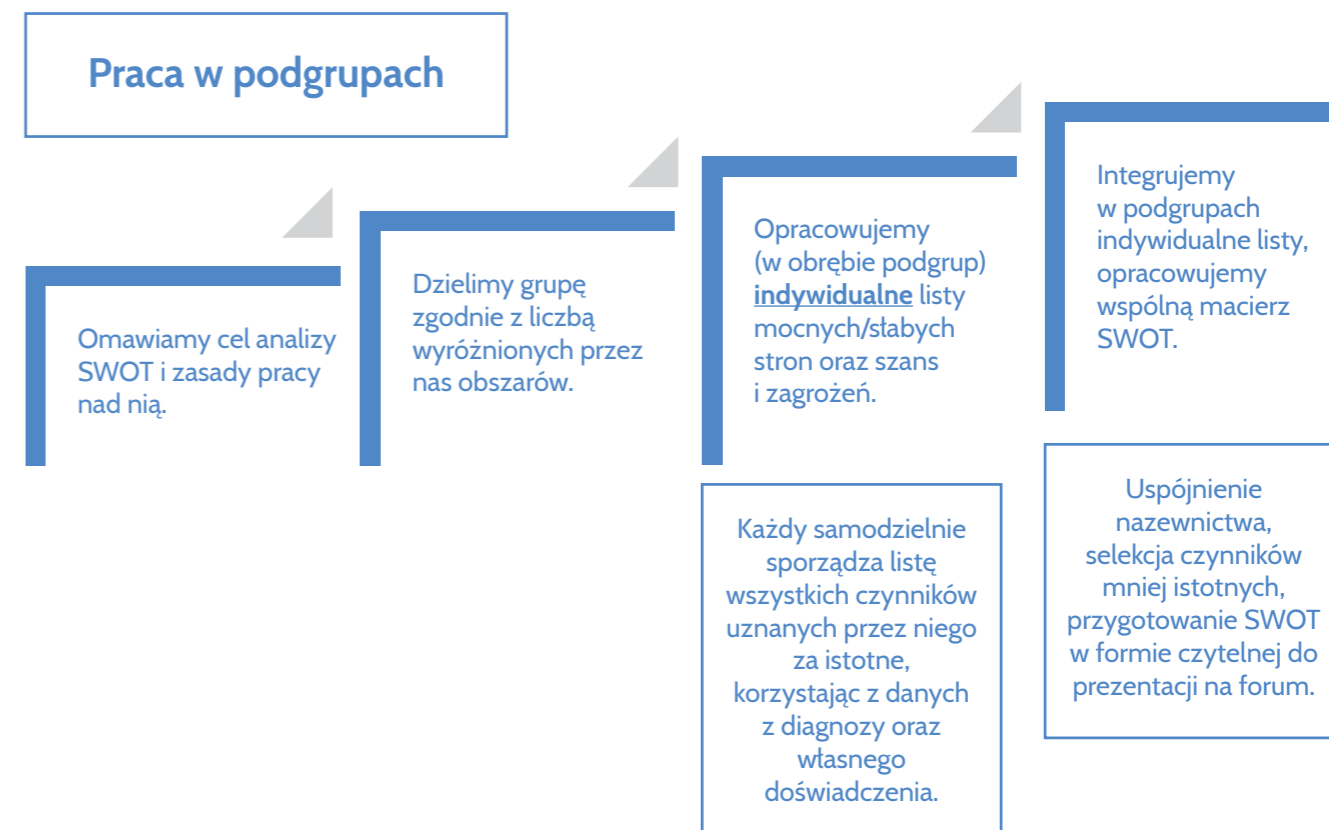 Praca w podgrupach
Omawiamy cel analizy
SWOT i zasady pracy
nad nią.
Dzielimy grupę
zgodnie z liczbą
wyróżnionych przez
nas obszarów.
Opracowujemy
(w obrębie podgrup)
indywidualne listy
mocnych/słabych
stron oraz szans
i zagrożeń.
Każdy samodzielnie
sporządza listę
wszystkich czynników
uznanych przez niego
za istotne,
korzystając z danych
z diagnozy oraz
własnego
doświadczenia.
Integrujemy
w podgrupach
indywidualne listy,
opracowujemy
wspólną macierz
SWOT.
Uspójnienie
nazewnictwa,
selekcja czynników
mniej istotnych,
przygotowanie SWOT
w formie czytelnej do
prezentacji na forum.